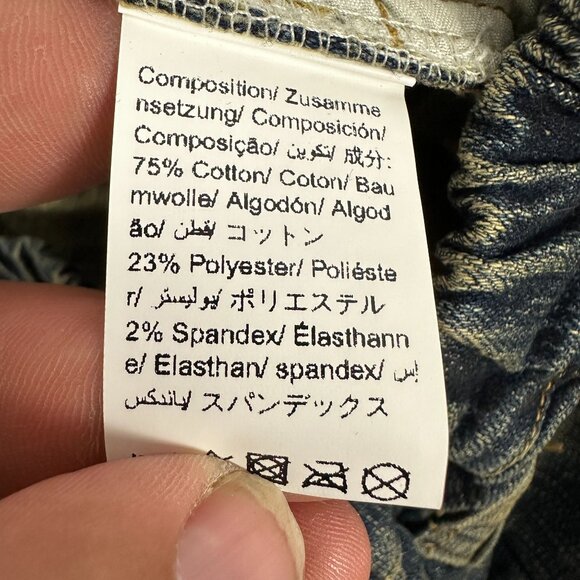 Composition/ Zusamme
nsetzung/ Composición/
Composição/ تكوين/ 成分:
75% Cotton/ Coton/ Bau
mwolle/ Algodón/ Algod
ão/ قطن/ コットン
23% Polyester/ Poliéste
r/ بوليستر/ ポリエステル
2% Spandex/ Élasthann
e/ Elasthan/ spandex/ إس
باندكس/ スパンデックス